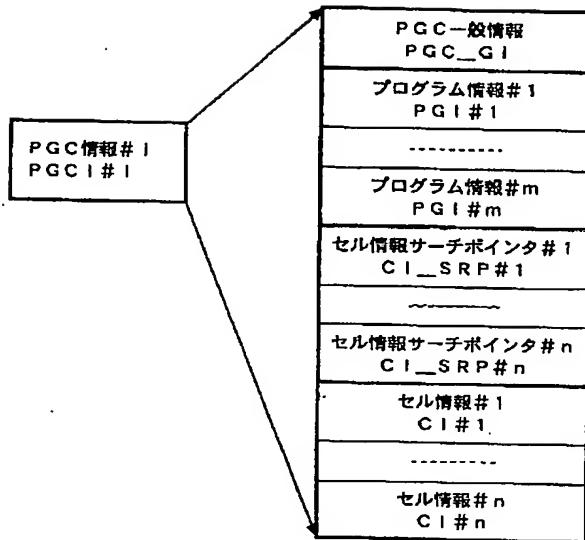 PGC情報#i
PGCI#i
PGC一般情報
PGC_GI
プログラム情報#1
PGI#1
プログラム情報#m
PGI#m
セル情報サーチポインタ#1
CI_SRP#1
セル情報サーチポインタ#n
CI_SRP#n
セル情報#1
CI#1
セル情報#n
CI#n